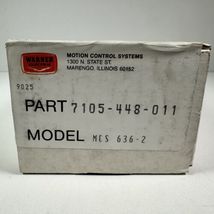 WARNER
ELECTRIC
MOTION CONTROL SYSTEMS
1300 N. STATE ST.
MARENGO, ILLINOIS 60152
9025
PART 7105-448-011
MODEL MCS 636-2